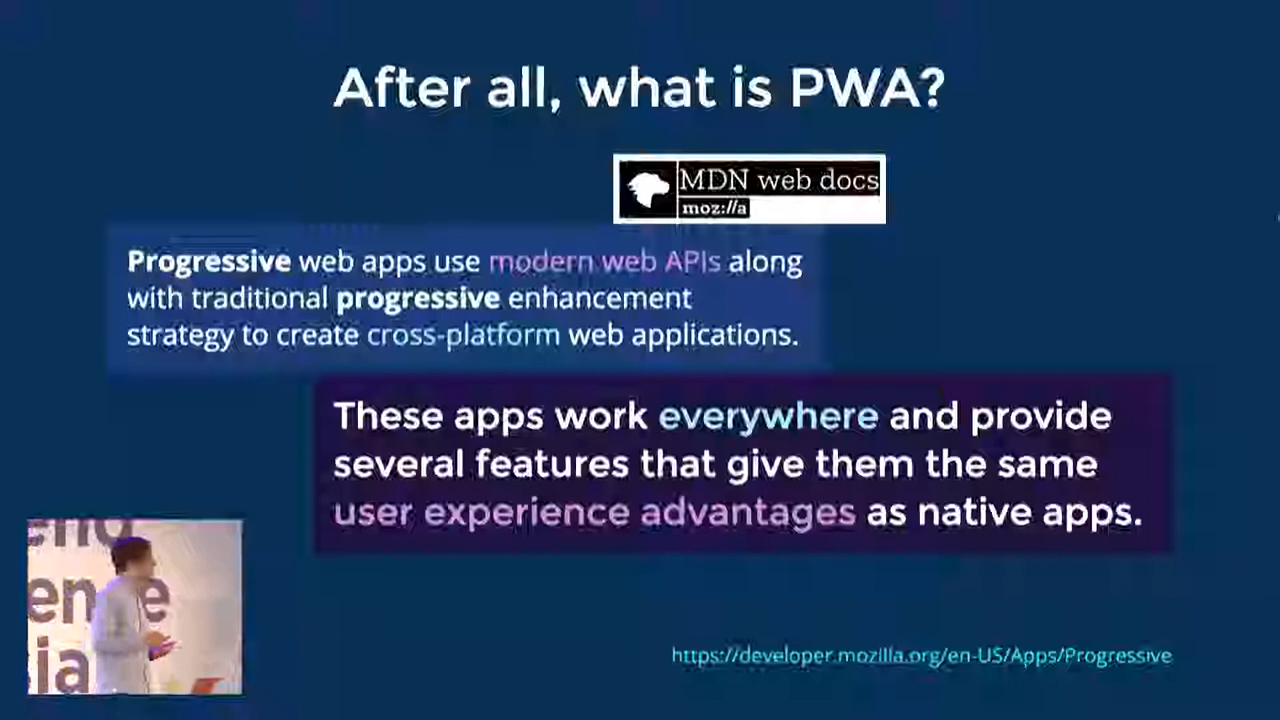 After all, what is PWA?
MDN web docs
moz://a
Progressive web apps use modern web APIs along
with traditional progressive enhancement
strategy to create cross-platform web applications.
These apps work everywhere and provide
several features that give them the same
user experience advantages as native apps.
https://developer.mozilla.org/en-US/Apps/Progressive